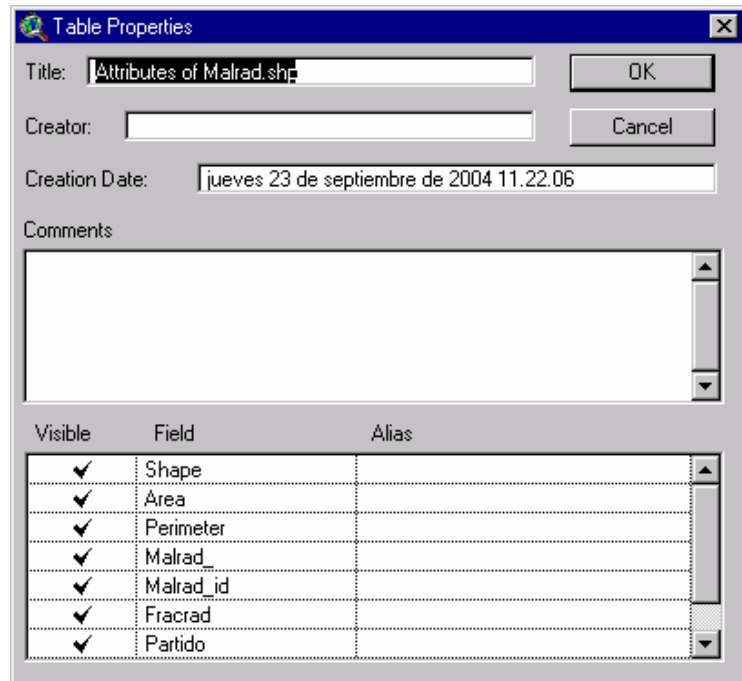 Table Properties
Title: Attributes of Malrad.shp
OK
Creator:
Cancel
Creation Date: jueves 23 de septiembre de 2004 11.22.06
Comments
Visible Field Alias
Shape
Area
Perimeter
Malrad_
Malrad_id
Fracrad
Partido